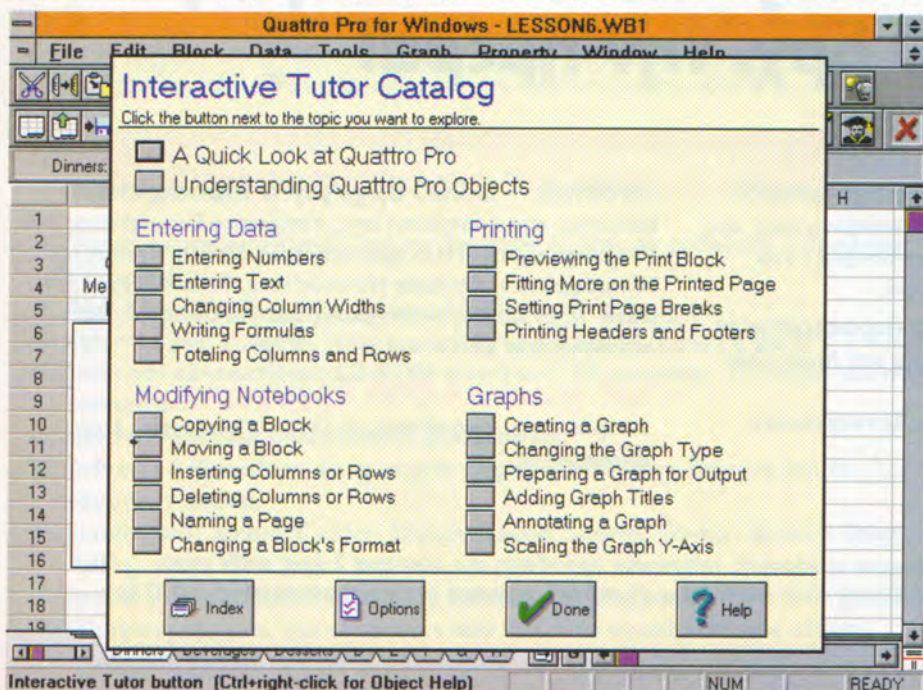 Quattro Pro for Windows - LESSON6.WB1
File Edit Block Data Tools Graph Property Window Help
Interactive Tutor Catalog
Click the button next to the topic you want to explore.
A Quick Look at Quattro Pro
Understanding Quattro Pro Objects
Dinners:
H
Entering Data
Entering Numbers
Entering Text
Changing Column Widths
Writing Formulas
Totaling Columns and Rows
Printing
Previewing the Print Block
Fitting More on the Printed Page
Setting Print Page Breaks
Printing Headers and Footers
Modifying Notebooks
Copying a Block
Moving a Block
Inserting Columns or Rows
Deleting Columns or Rows
Naming a Page
Changing a Block's Format
Graphs
Creating a Graph
Changing the Graph Type
Preparing a Graph for Output
Adding Graph Titles
Annotating a Graph
Scaling the Graph Y-Axis
1
2
3
4 Me
5
6
7
8
9
10
11
12
13
14
15
16
17
18
19
Index Options Done Help
Dinners Beverages Desserts D E F G H G
Interactive Tutor button (Ctrl+right-click for Object Help) NUM READY